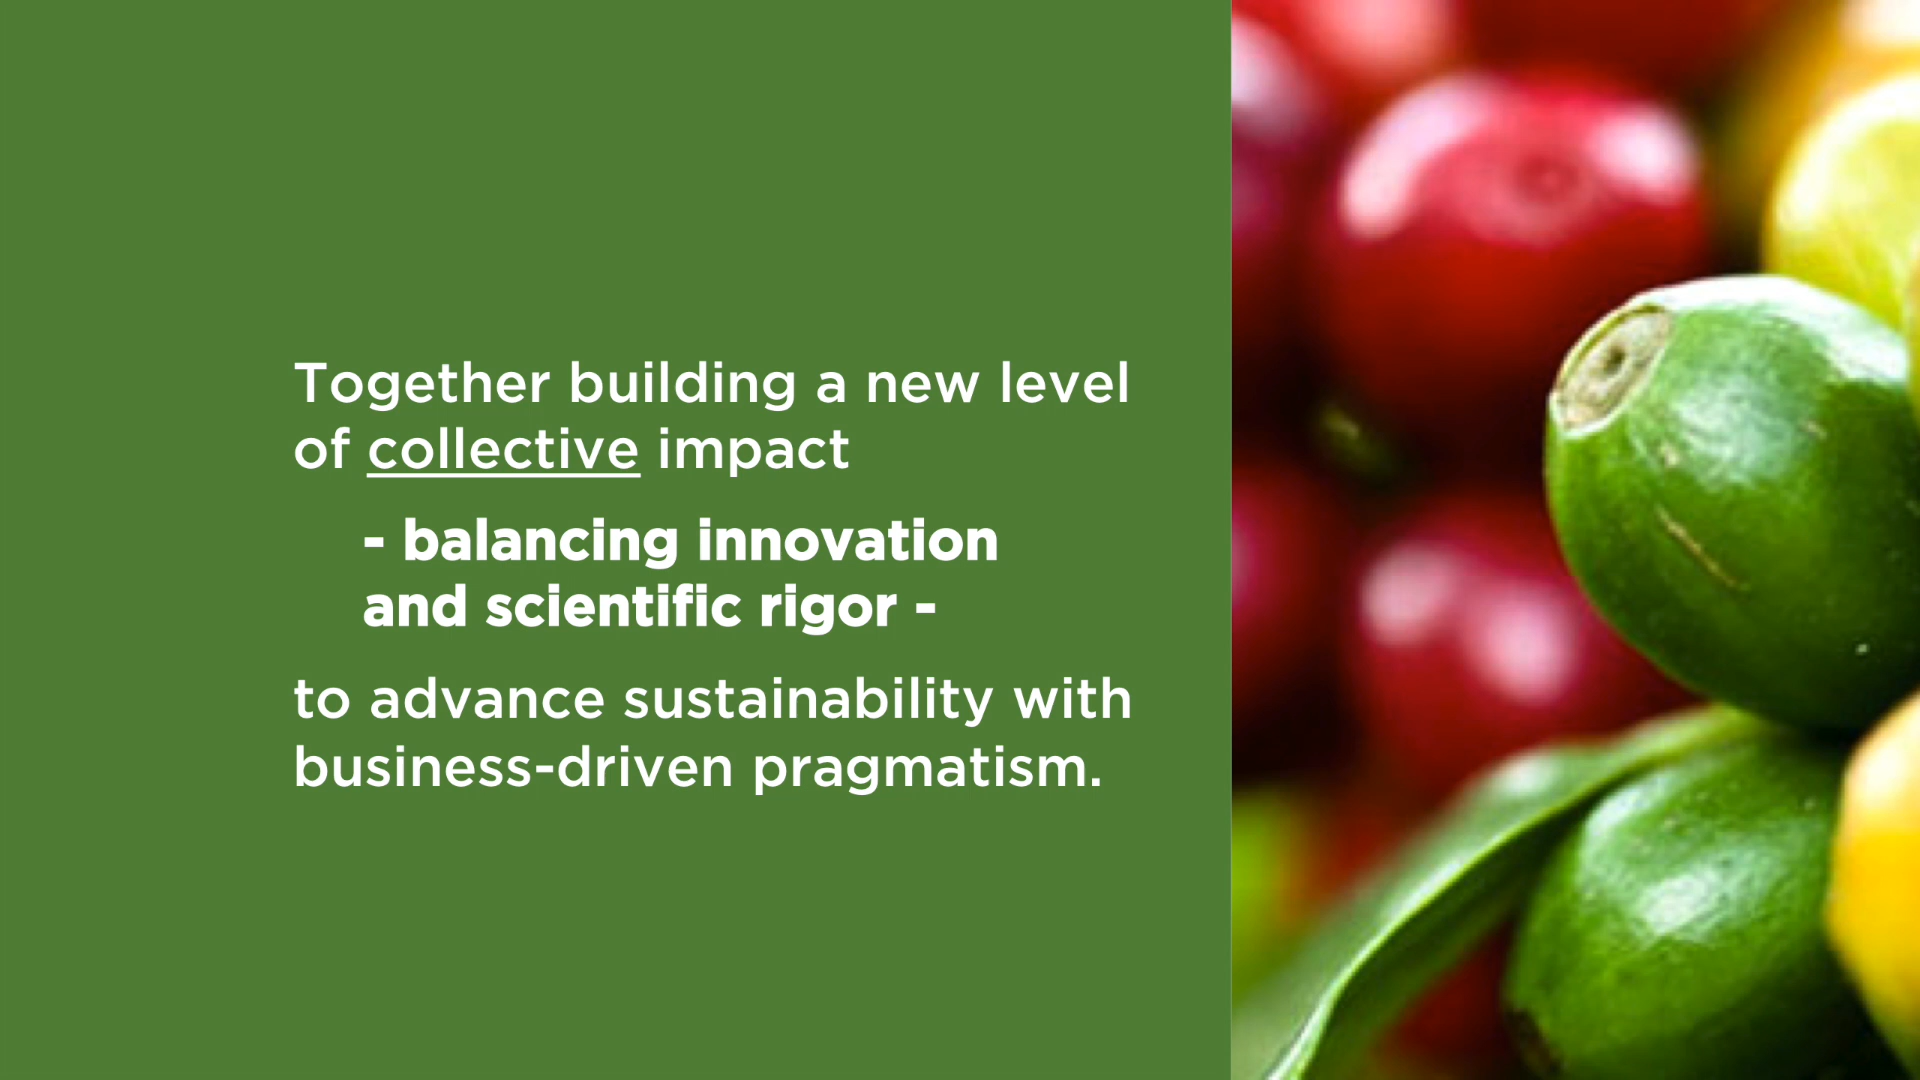 Together building a new level
of collective impact
- balancing innovation
and scientific rigor -
to advance sustainability with
business-driven pragmatism.